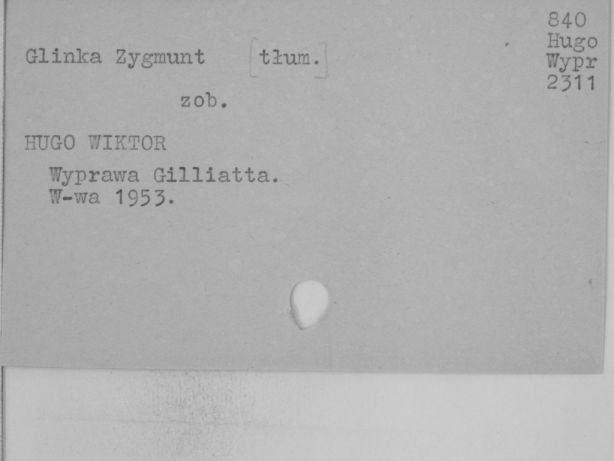 840
Hugo
Wypr
2311
Glinka Zygmunt [tłum.]
zob.
HUGO WIKTOR
Wyprawa Gilliatta.
W-wa 1953.